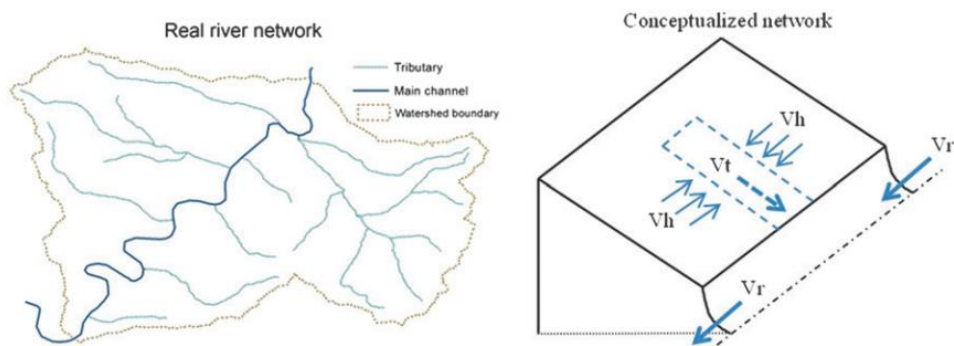 Real river network
Tributary
Main channel
Watershed boundary
Conceptualized network
Vh
Vr
Vt
Vh
Vr